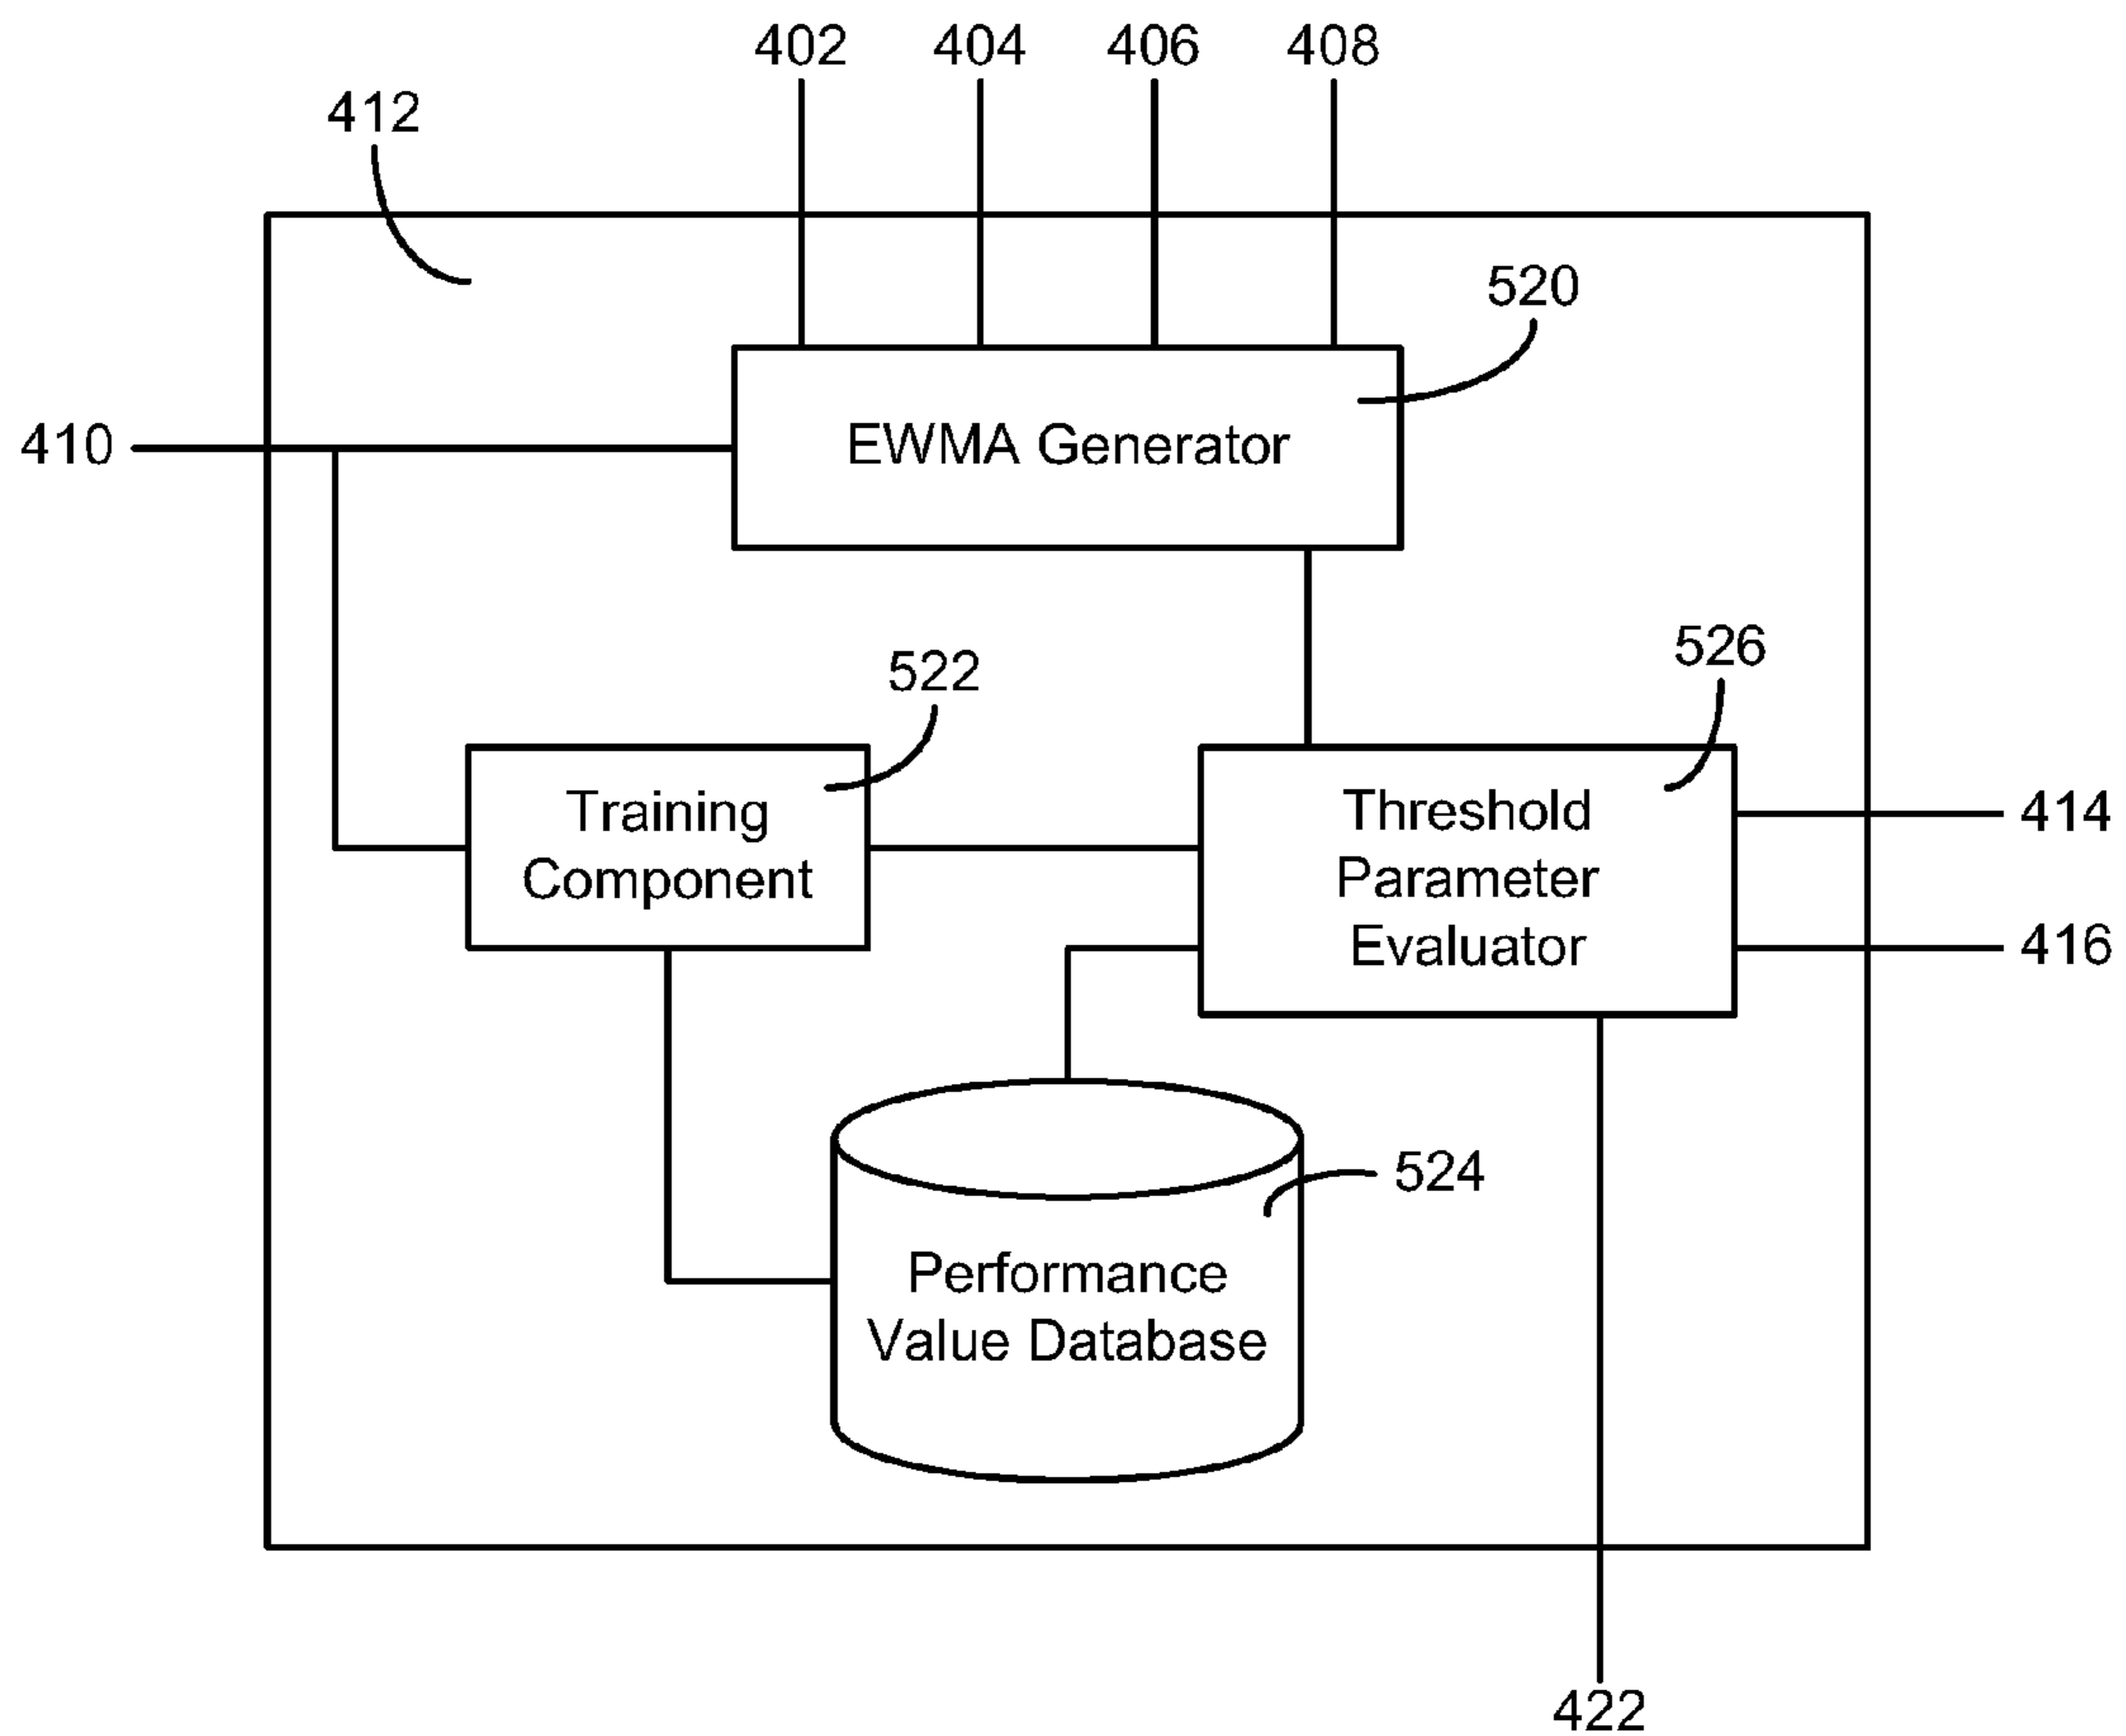 402 404 406 408
412
520
410
EWMA Generator
522
526
Training
Component
Threshold
Parameter
Evaluator
414
416
524
Performance
Value Database
422